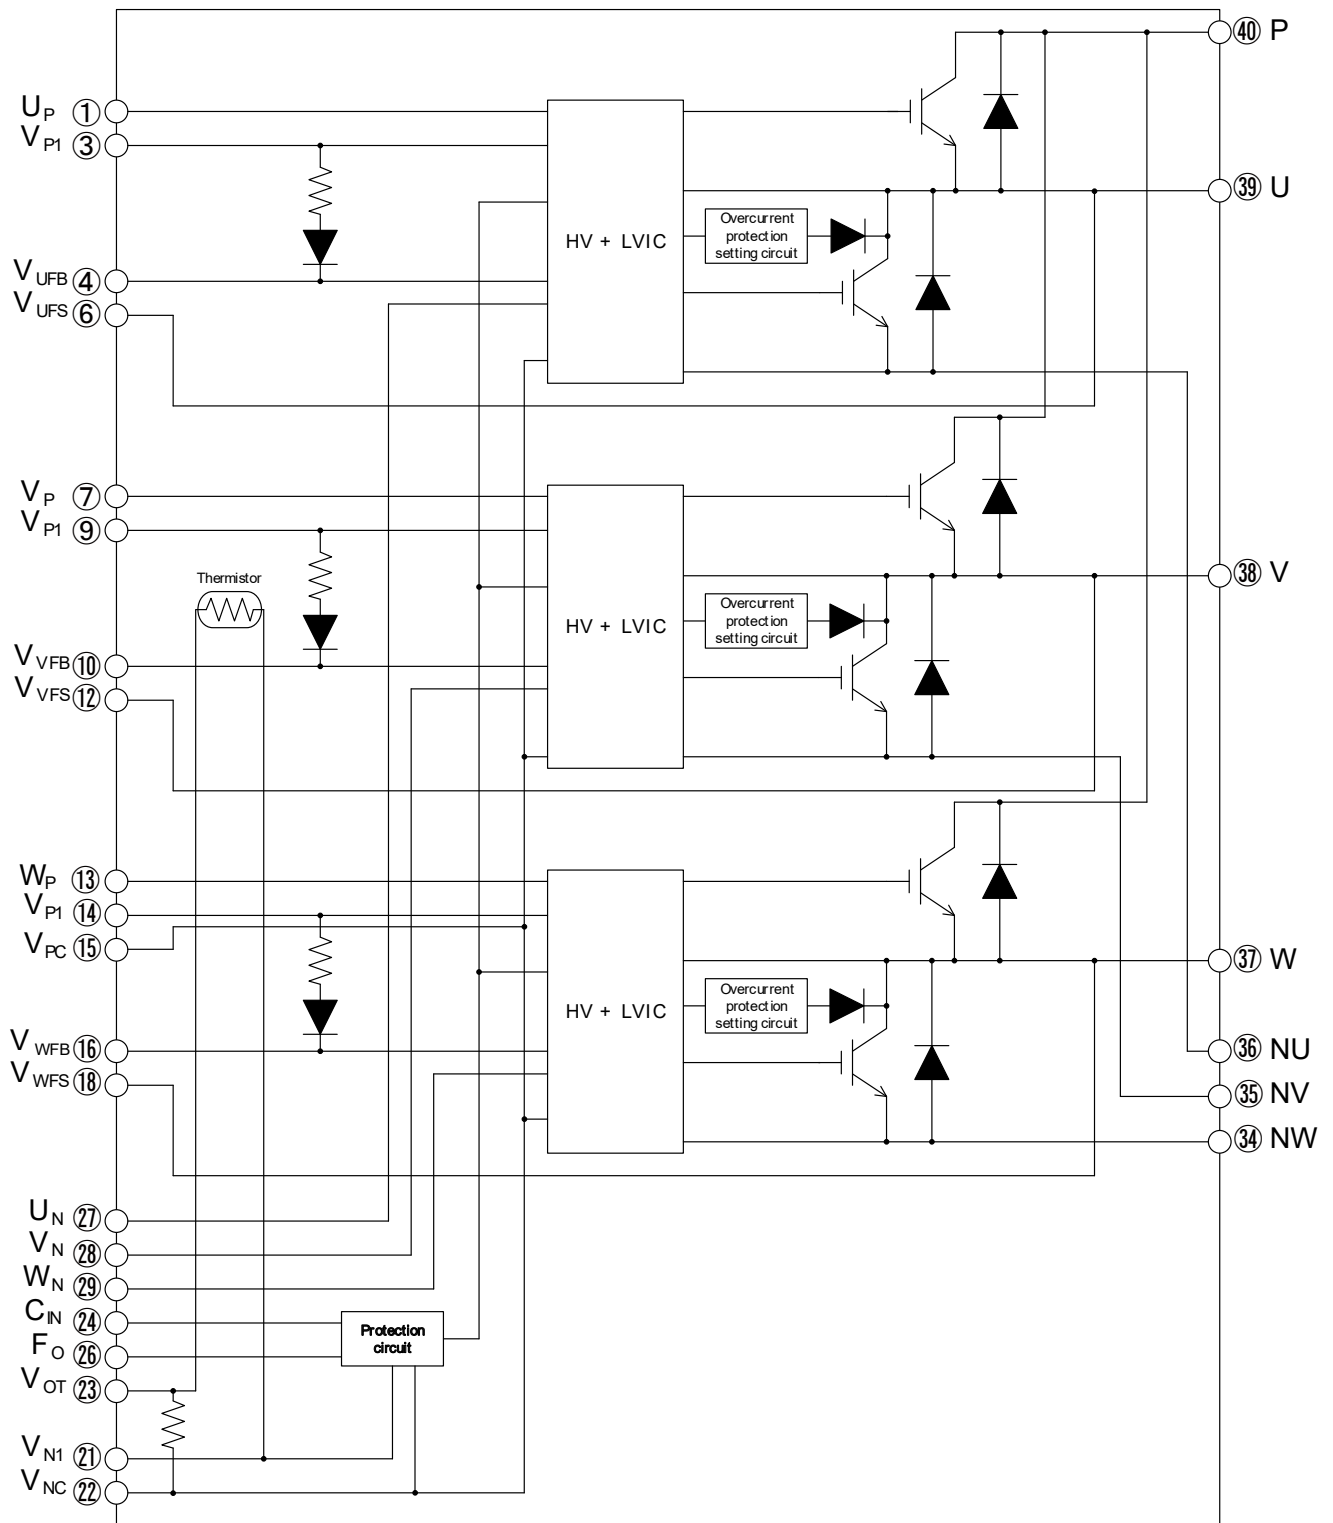 UP ①
VP1 ③
VUFB ④
VUFS ⑥
HV + LVIC
Overcurrent
protection
setting circuit
㊵ P
㊴ U
VP ⑦
VP1 ⑨
Thermistor
VVFB ⑩
VVFS ⑫
HV + LVIC
Overcurrent
protection
setting circuit
㊳ V
WP ⑬
VP1 ⑭
VPC ⑮
VWFB ⑯
VWFS ⑱
HV + LVIC
Overcurrent
protection
setting circuit
㊲ W
㊱ NU
㉟ NV
㉞ NW
UN ㉗
VN ㉘
WN ㉙
CIN ㉔
FO ㉖
VOT ㉓
VN1 ㉑
VNC ㉒
Protection
circuit